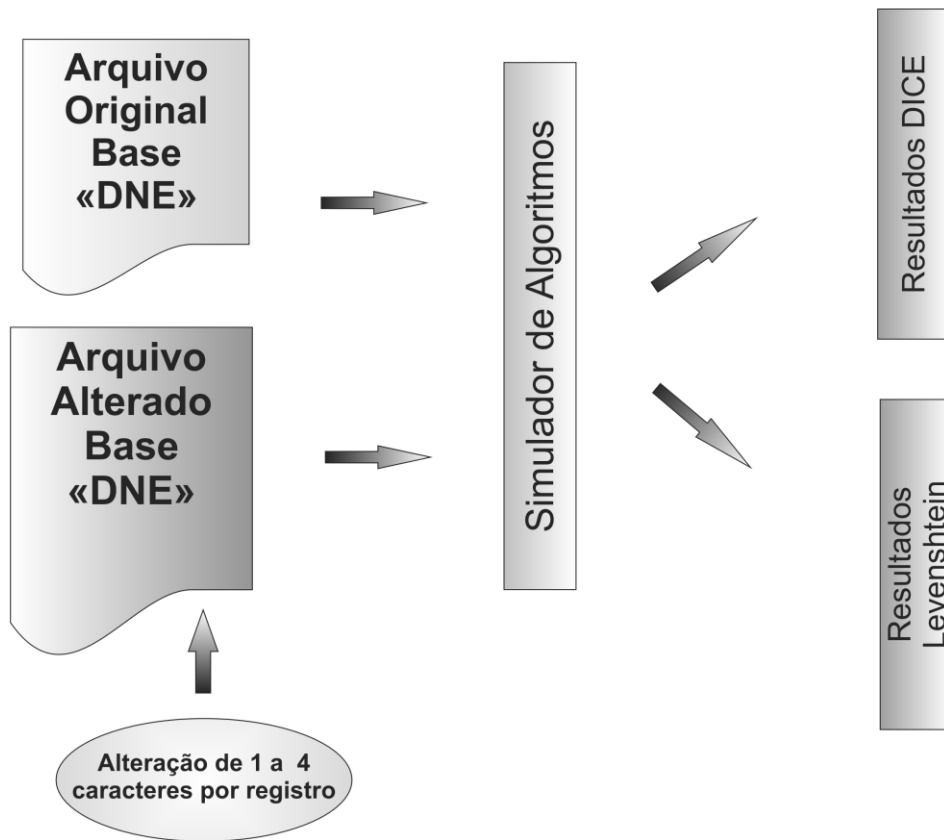 Arquivo
Original
Base
«DNE»
Arquivo
Alterado
Base
«DNE»
Alteração de 1 a 4
caracteres por registro
Simulador de Algoritmos
Resultados DICE
Resultados
Levenshtein